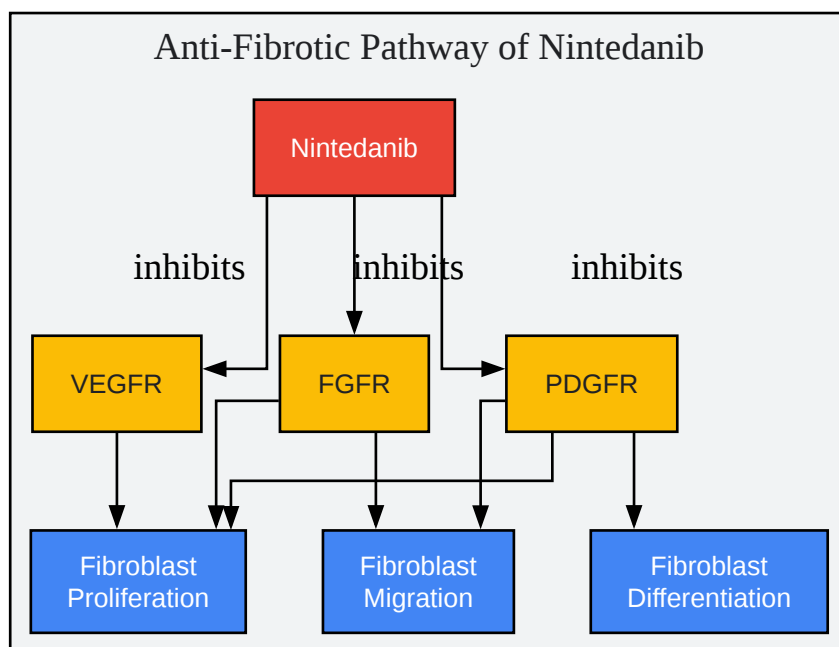 Anti-Fibrotic Pathway of Nintedanib
Nintedanib
inhibits
inhibits
inhibits
VEGFR
FGFR
PDGFR
Fibroblast
Proliferation
Fibroblast
Migration
Fibroblast
Differentiation